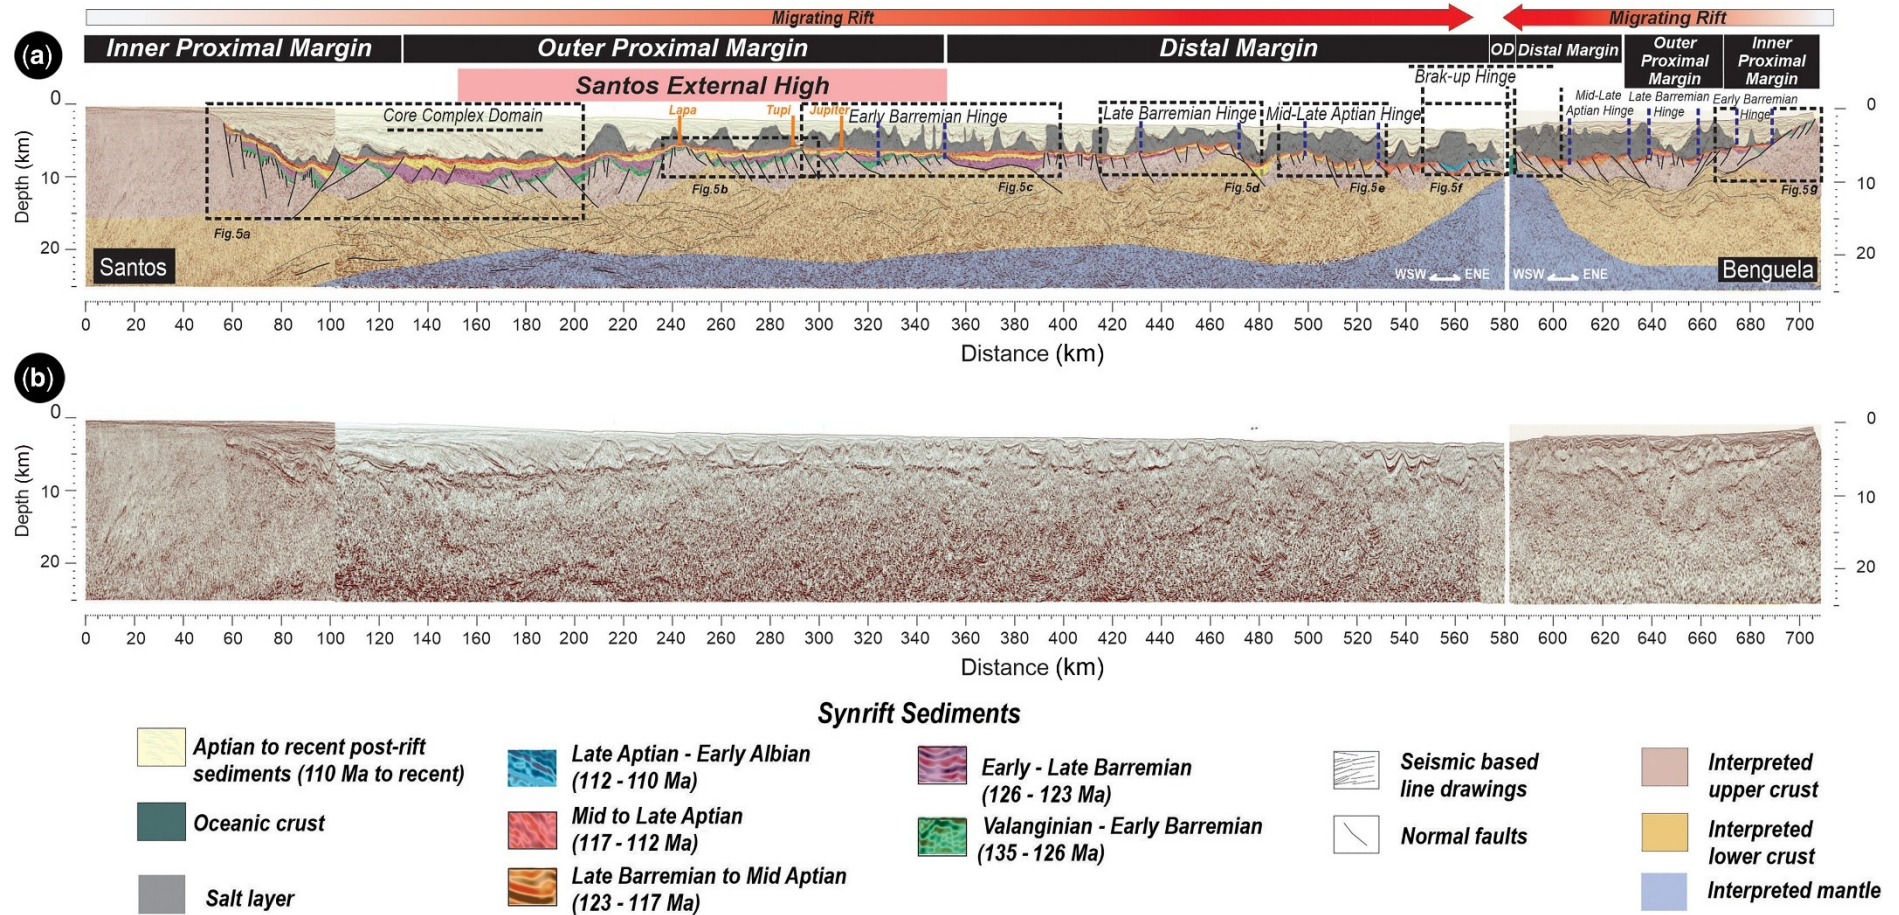 Migrating Rift Migrating Rift
(a)
Inner Proximal Margin Outer Proximal Margin Distal Margin OD Distal Margin Outer Proximal Margin Inner Proximal Margin
Santos External High
Brak-up Hinge
Core Complex Domain
Lapa Tupi Jupiter
Early Barremian Hinge
Late Barremian Hinge
Mid-Late Aptian Hinge
Mid-Late
Aptian Hinge
Late Barremian
Hinge
Early Barremian
Hinge
Depth (km)
0
10
20
Fig.5a
Fig.5b
Fig.5c
Fig.5d
Fig.5e
Fig.5f
Fig.5g
Santos
Benguela
WSW ENE
WSW ENE
0
10
20
Depth (km)
0 20 40 60 80 100 120 140 160 180 200 220 240 260 280 300 320 340 360 380 400 420 440 460 480 500 520 540 560 580 600 620 640 660 680 700
Distance (km)
(b)
Depth (km)
0
10
20
0
10
20
Depth (km)
0 20 40 60 80 100 120 140 160 180 200 220 240 260 280 300 320 340 360 380 400 420 440 460 480 500 520 540 560 580 600 620 640 660 680 700
Distance (km)
Synrift Sediments
Aptian to recent post-rift
sediments (110 Ma to recent)
Oceanic crust
Salt layer
Late Aptian - Early Albian
(112 - 110 Ma)
Mid to Late Aptian
(117 - 112 Ma)
Late Barremian to Mid Aptian
(123 - 117 Ma)
Early - Late Barremian
(126 - 123 Ma)
Valanginian - Early Barremian
(135 - 126 Ma)
Seismic based
line drawings
Normal faults
Interpreted
upper crust
Interpreted
lower crust
Interpreted mantle